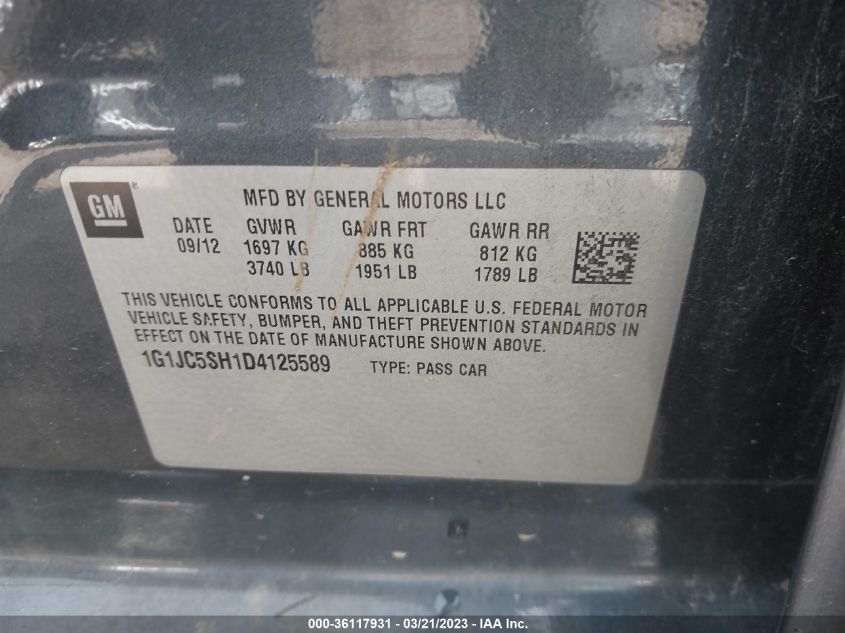 GM
MFD BY GENERAL MOTORS LLC
DATE GVWR GAWR FRT GAWR RR
09/12 1697 KG 885 KG 812 KG
3740 LB 1951 LB 1789 LB
THIS VEHICLE CONFORMS TO ALL APPLICABLE U.S. FEDERAL MOTOR
VEHICLE SAFETY, BUMPER, AND THEFT PREVENTION STANDARDS IN
EFFECT ON THE DATE OF MANUFACTURE SHOWN ABOVE.
1G1JC5SH1D4125589 TYPE: PASS CAR
000-36117931 - 03/21/2023 - IAA Inc.